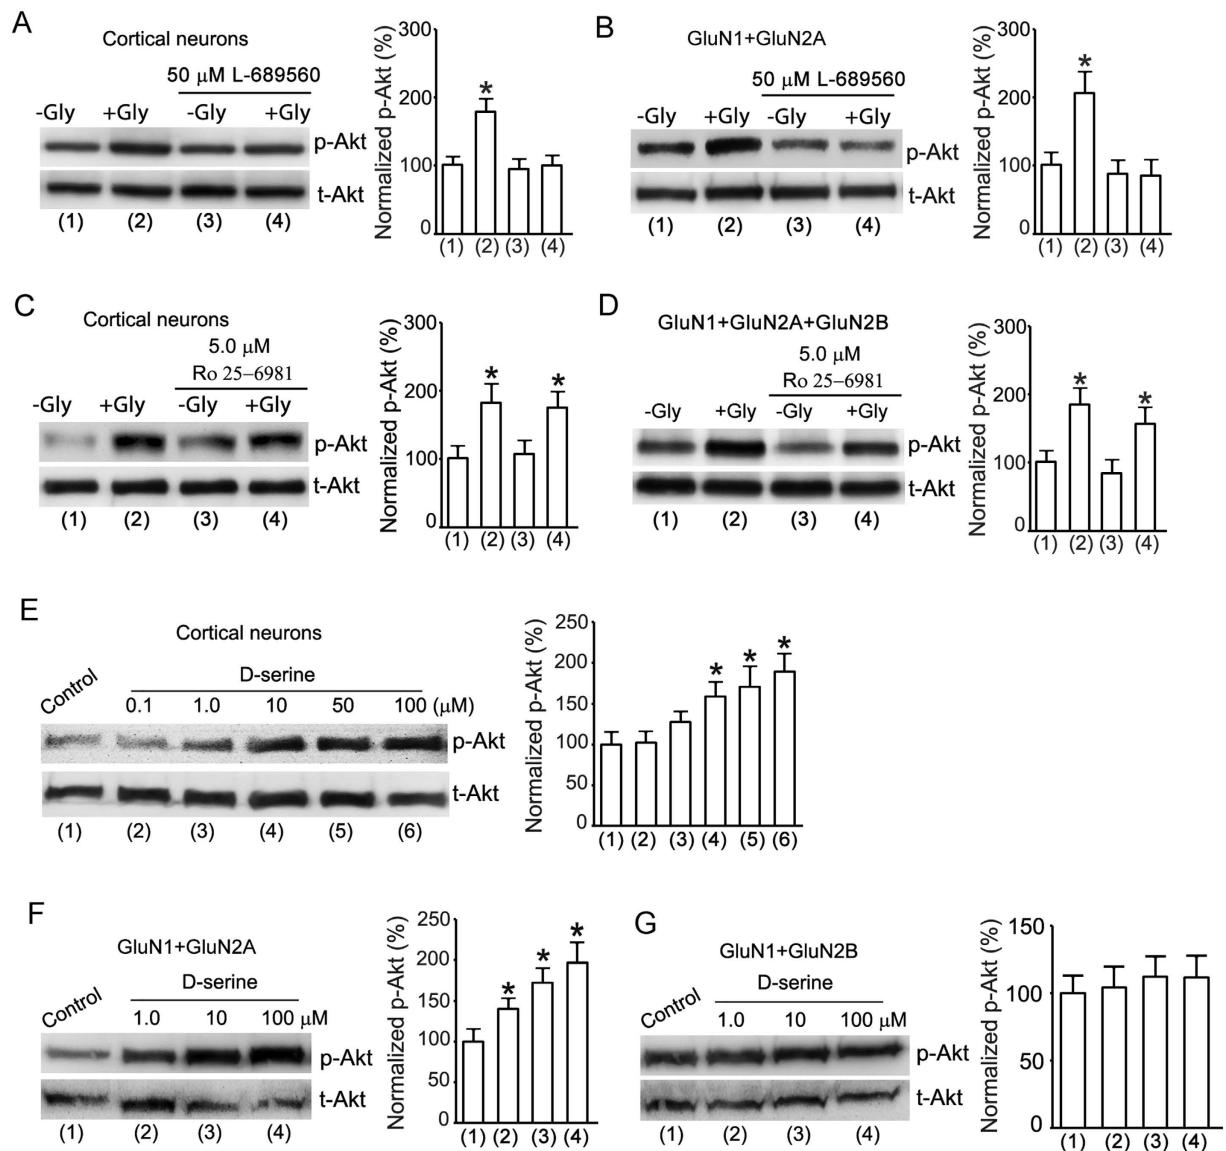 A
Cortical neurons
50 μM L-689560
-Gly +Gly -Gly +Gly
p-Akt
t-Akt
(1) (2) (3) (4)
Normalized p-Akt (%)
300
200
100
0
*
(1) (2) (3) (4)
B
GluN1+GluN2A
50 μM L-689560
-Gly +Gly -Gly +Gly
p-Akt
t-Akt
(1) (2) (3) (4)
Normalized p-Akt (%)
300
200
100
0
*
(1) (2) (3) (4)
C
Cortical neurons
5.0 μM
Ro 25–6981
-Gly +Gly -Gly +Gly
p-Akt
t-Akt
(1) (2) (3) (4)
Normalized p-Akt (%)
300
200
100
0
* *
(1) (2) (3) (4)
D
GluN1+GluN2A+GluN2B
5.0 μM
Ro 25–6981
-Gly +Gly -Gly +Gly
p-Akt
t-Akt
(1) (2) (3) (4)
Normalized p-Akt (%)
300
200
100
0
* *
(1) (2) (3) (4)
E
Cortical neurons
D-serine
Control 0.1 1.0 10 50 100 (μM)
p-Akt
t-Akt
(1) (2) (3) (4) (5) (6)
Normalized p-Akt (%)
250
200
150
100
50
0
* * *
(1) (2) (3) (4) (5) (6)
F
GluN1+GluN2A
D-serine
Control 1.0 10 100 μM
p-Akt
t-Akt
(1) (2) (3) (4)
Normalized p-Akt (%)
250
200
150
100
50
0
* * *
(1) (2) (3) (4)
G
GluN1+GluN2B
D-serine
Control 1.0 10 100 μM
p-Akt
t-Akt
(1) (2) (3) (4)
Normalized p-Akt (%)
150
100
50
0
(1) (2) (3) (4)